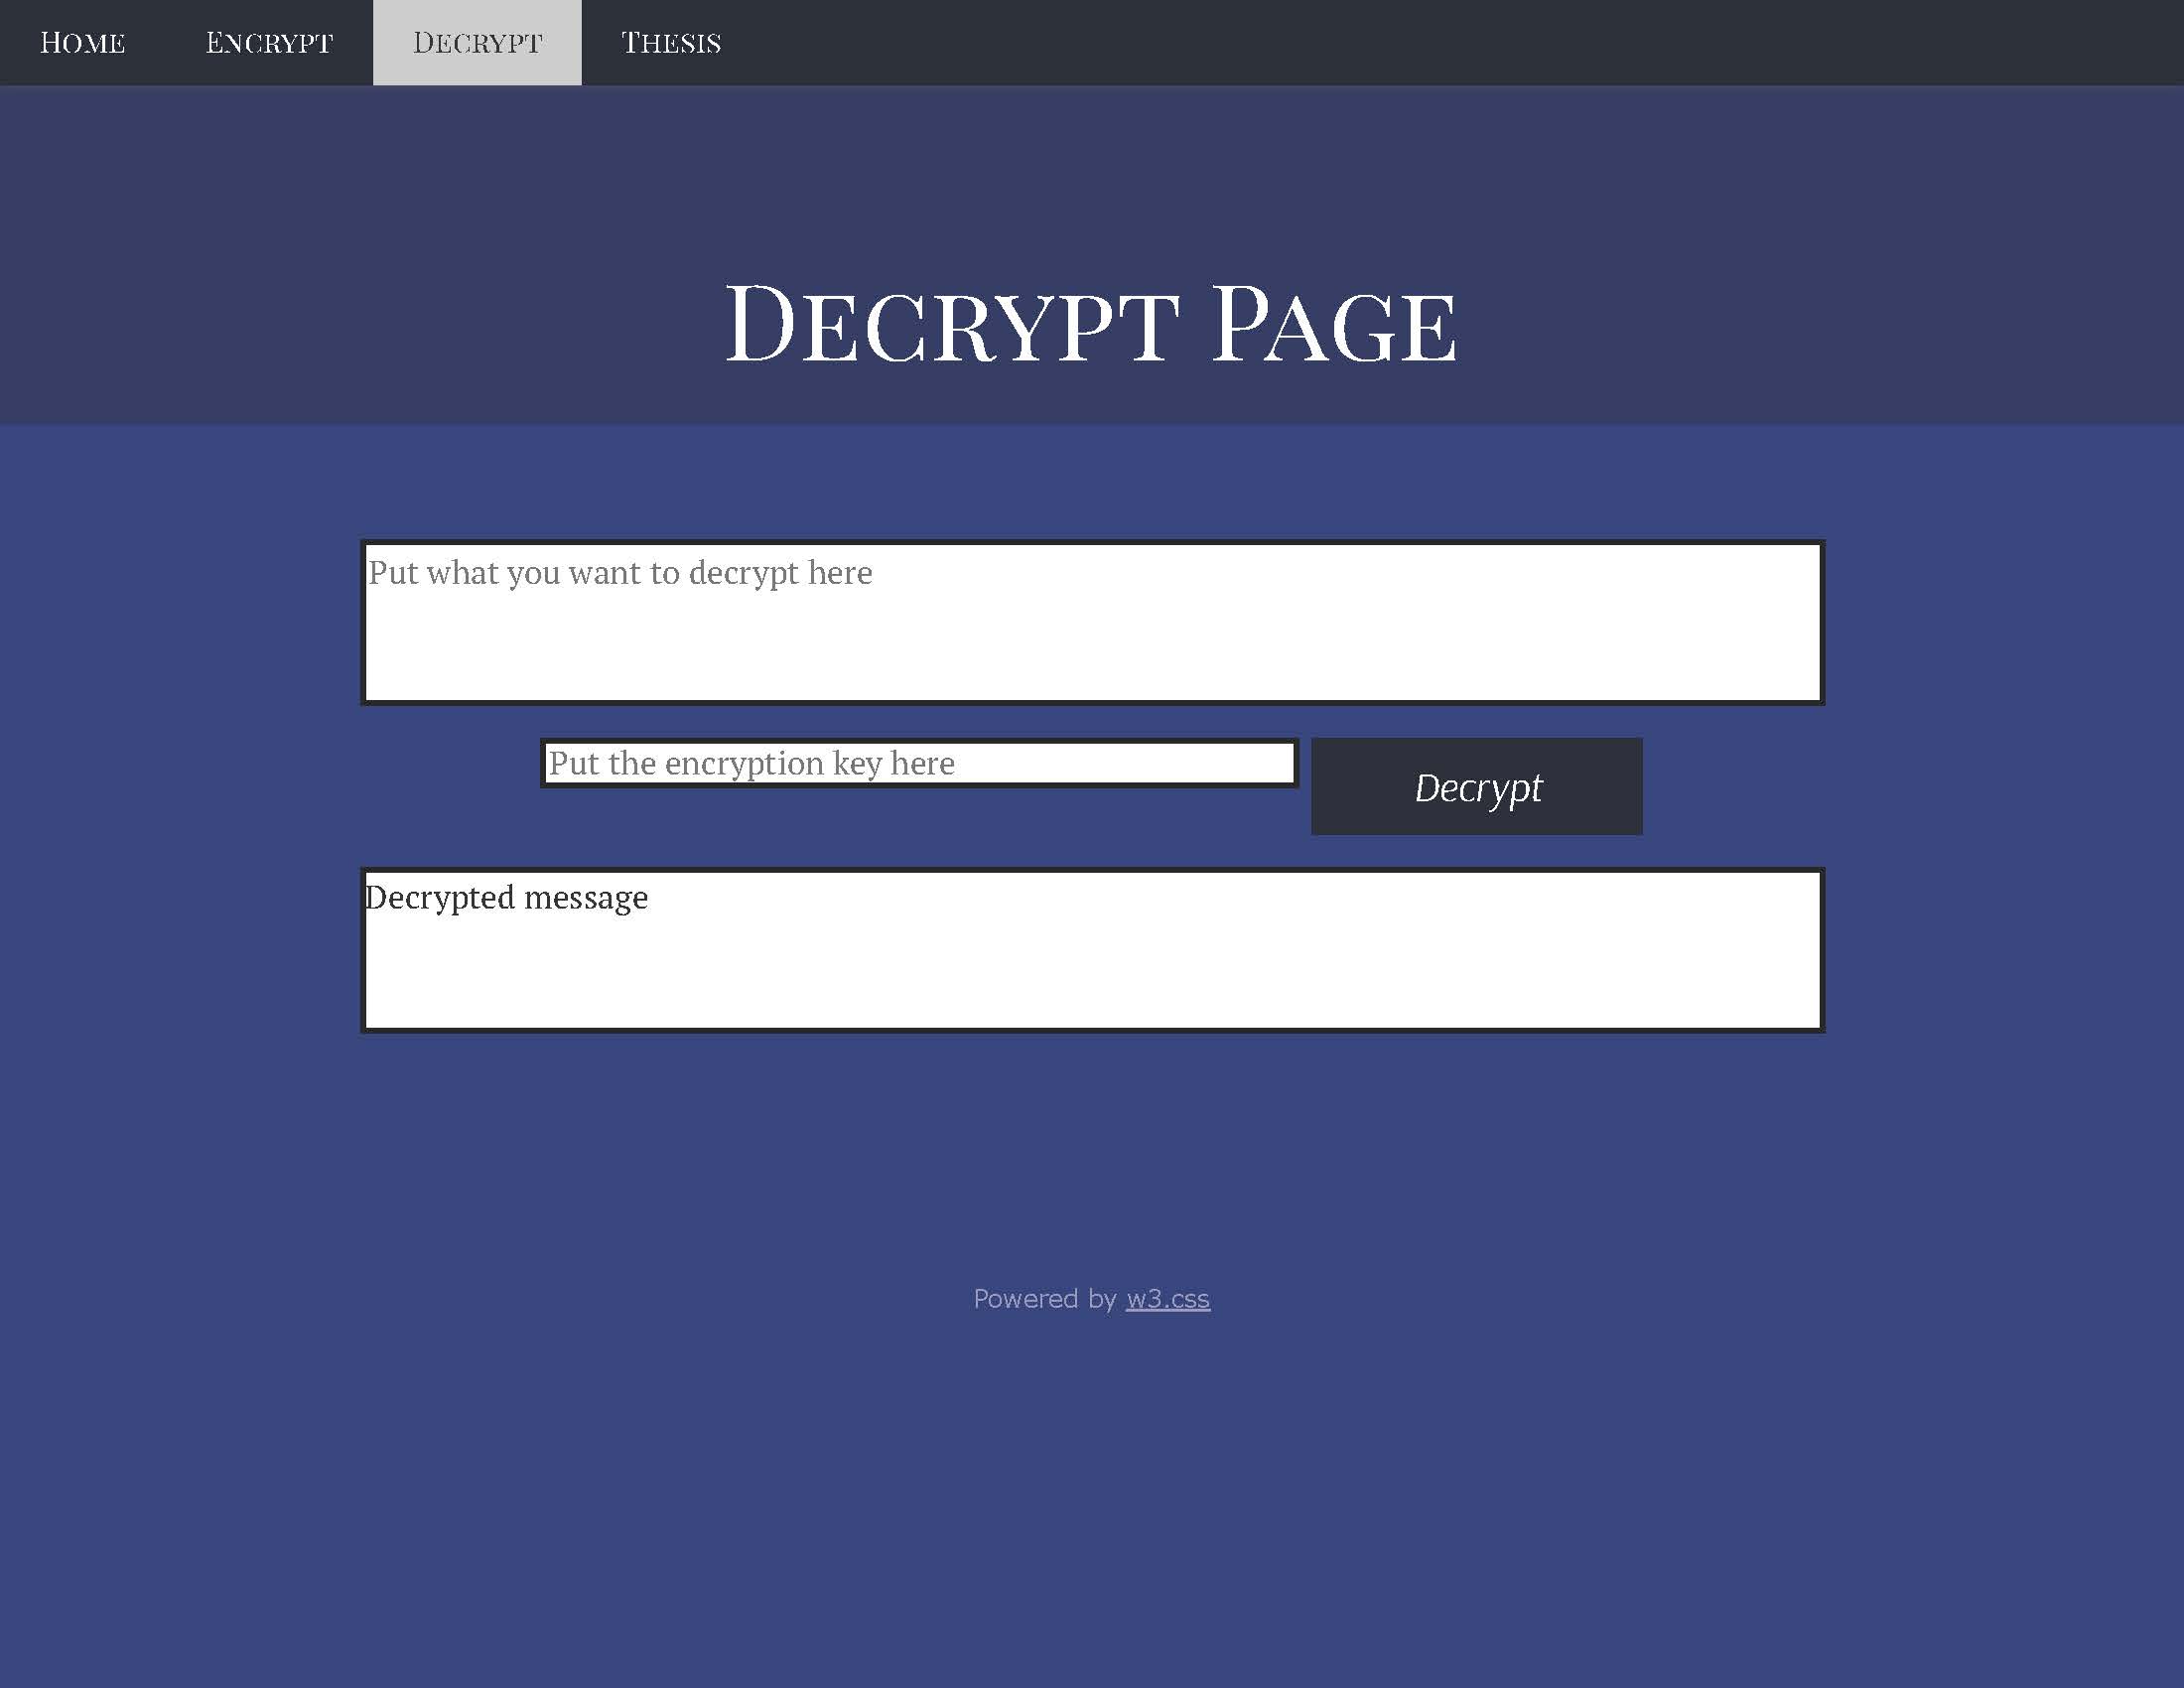 Home Encrypt Decrypt Thesis
Decrypt Page
Put what you want to decrypt here
Put the encryption key here
Decrypt
Decrypted message
Powered by w3.css